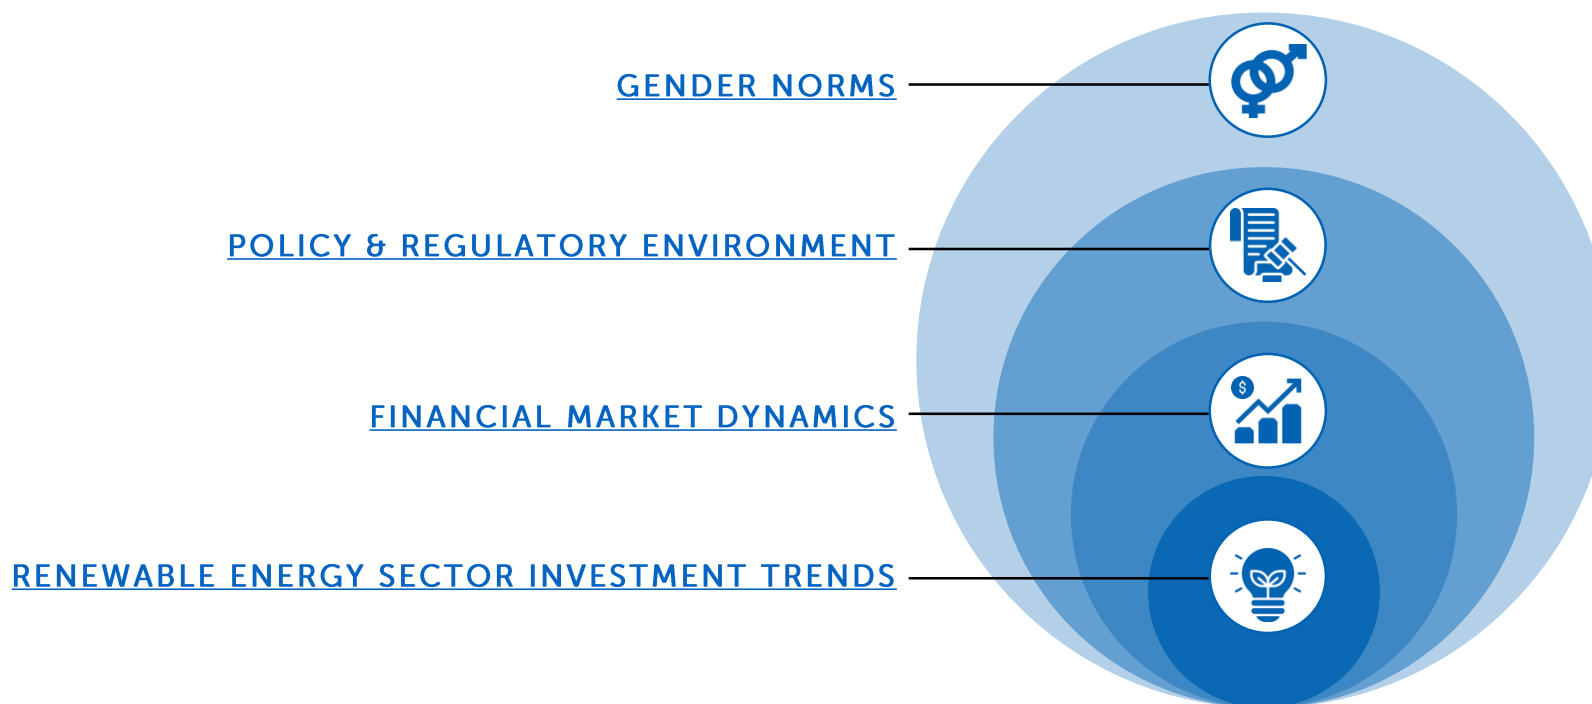 GENDER NORMS
POLICY & REGULATORY ENVIRONMENT
$
FINANCIAL MARKET DYNAMICS
RENEWABLE ENERGY SECTOR INVESTMENT TRENDS